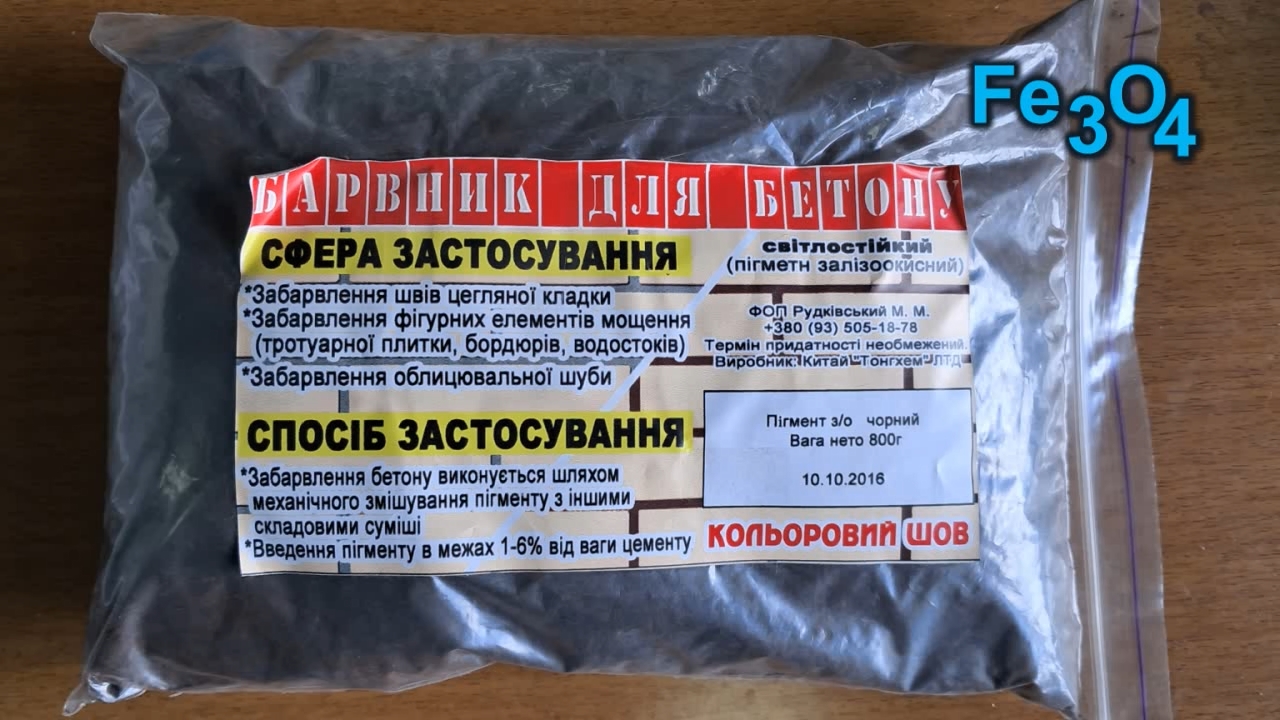 Fe3O4
БАРВНИК ДЛЯ БЕТОНУ
СФЕРА ЗАСТОСУВАННЯ
*Забарвлення швів цегляної кладки
*Забарвлення фігурних елементів мощення
(тротуарної плитки, бордюрів, водостоків)
*Забарвлення облицювальної шуби
СПОСІБ ЗАСТОСУВАННЯ
*Забарвлення бетону виконується шляхом
механічного змішування пігменту з іншими
складовими суміші
*Введення пігменту в межах 1-6% від ваги цементу
світлостійкий
(пігметн залізоокисний)
ФОП Рудківський М. М.
+380 (93) 505-18-78
Термін придатності необмежений.
Виробник: Китай "Тонгхем" ЛТД
Пігмент з/о чорний
Вага нето 800г
10.10.2016
КОЛЬОРОВИЙ ШОВ